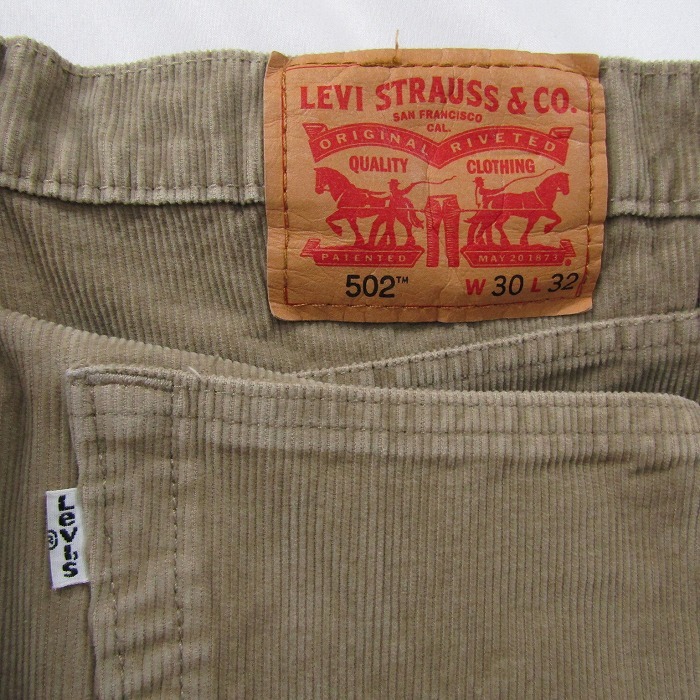 LEVI STRAUSS & CO.
SAN FRANCISCO
CAL.
ORIGINAL RIVETED
QUALITY CLOTHING
PATENTED MAY 20 1873
502™ W 30 L 32
LEVI'S
®